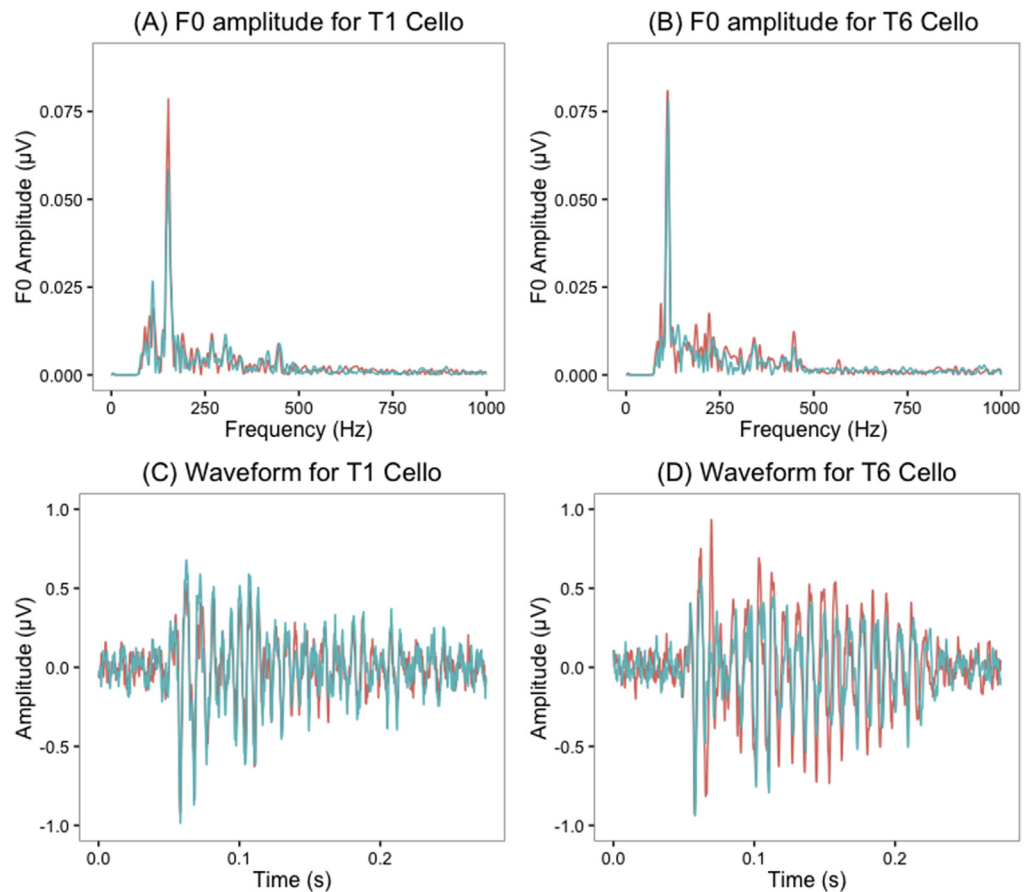 (A) F0 amplitude for T1 Cello
F0 Amplitude (µV)
0.075
0.050
0.025
0.000
0
250
500
750
1000
Frequency (Hz)
(B) F0 amplitude for T6 Cello
F0 Amplitude (µV)
0.075
0.050
0.025
0.000
0
250
500
750
1000
Frequency (Hz)
(C) Waveform for T1 Cello
Amplitude (µV)
1.0
0.5
0.0
-0.5
-1.0
0.0
0.1
0.2
Time (s)
(D) Waveform for T6 Cello
Amplitude (µV)
1.0
0.5
0.0
-0.5
-1.0
0.0
0.1
0.2
Time (s)